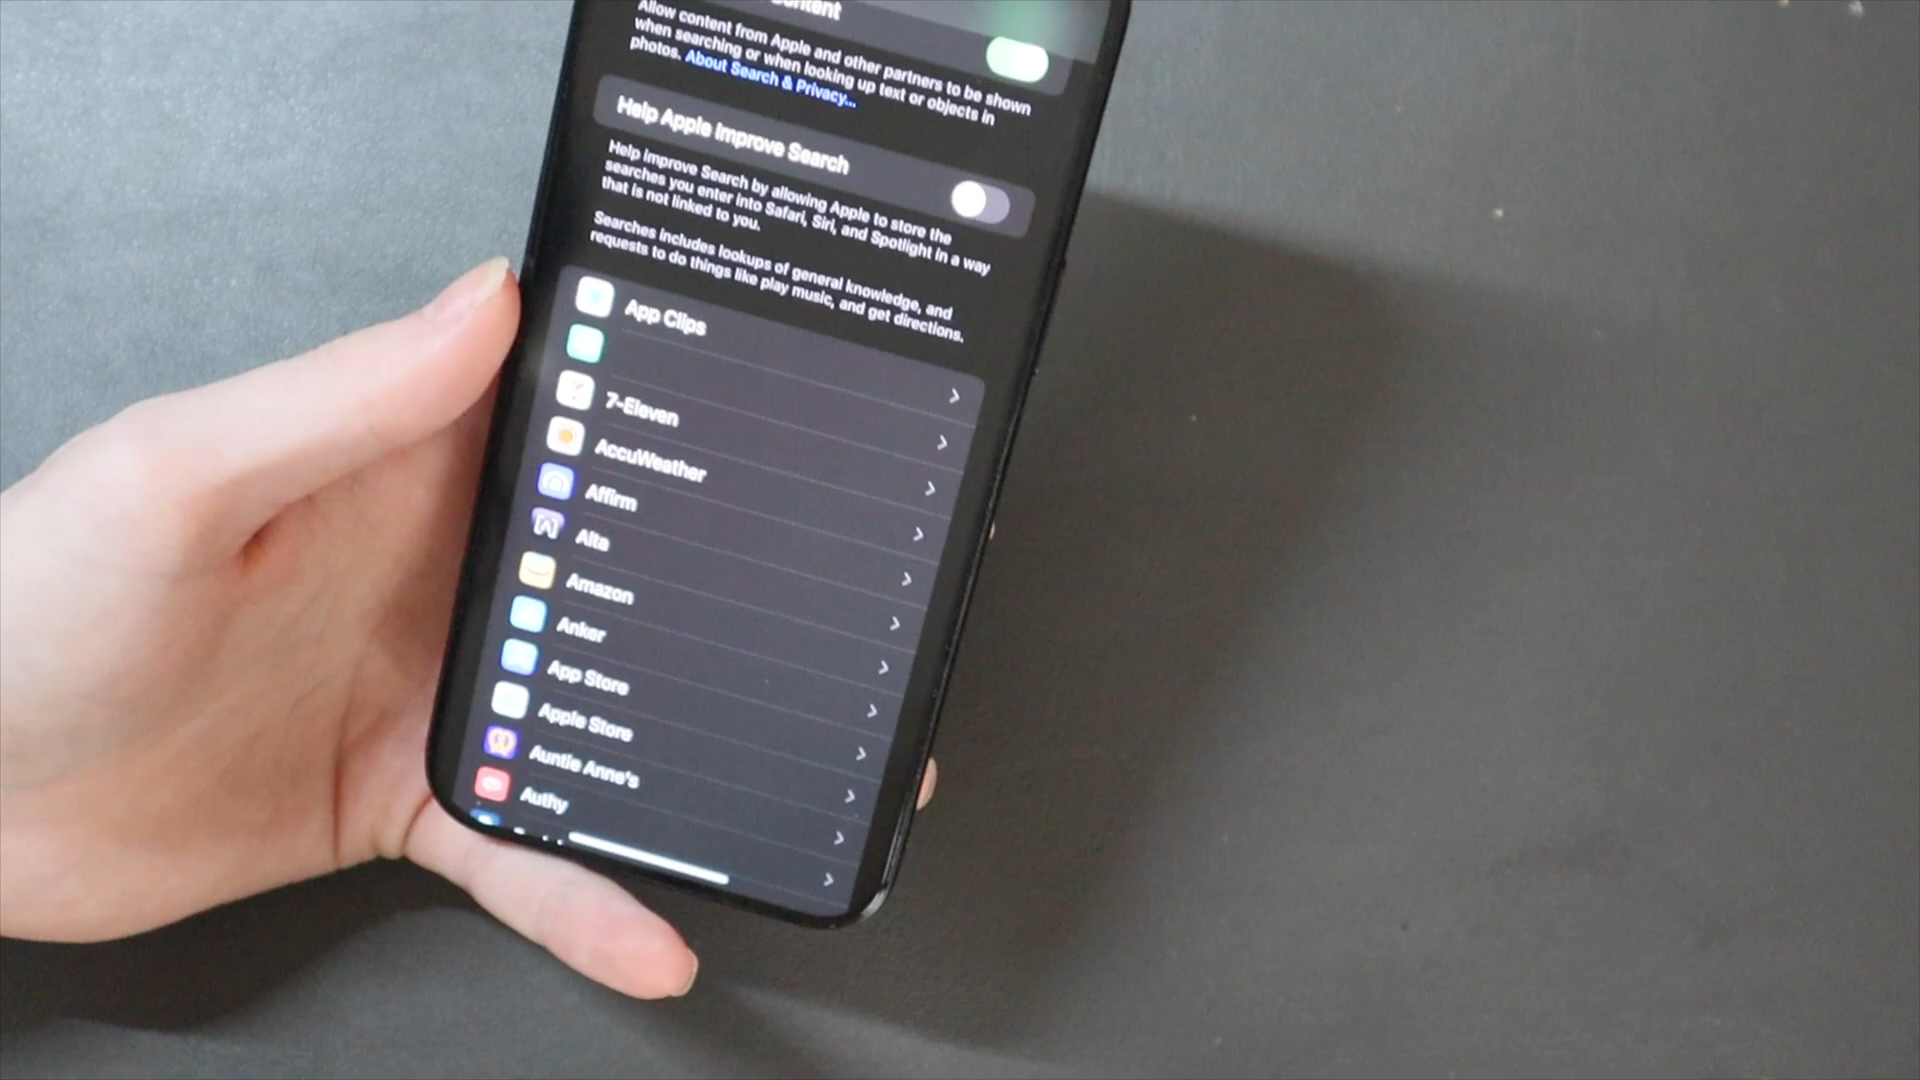 Allow content from Apple and other partners to be shown
when searching or when looking up text or objects in
photos. About Search & Privacy...
Help Apple Improve Search
Help improve Search by allowing Apple to store the
searches you enter into Safari, Siri, and Spotlight in a way
that is not linked to you.
Searches includes lookups of general knowledge, and
requests to do things like play music, and get directions.
App Clips
7-Eleven
AccuWeather
Affirm
Alta
Amazon
Anker
App Store
Apple Store
Auntie Anne's
Authy